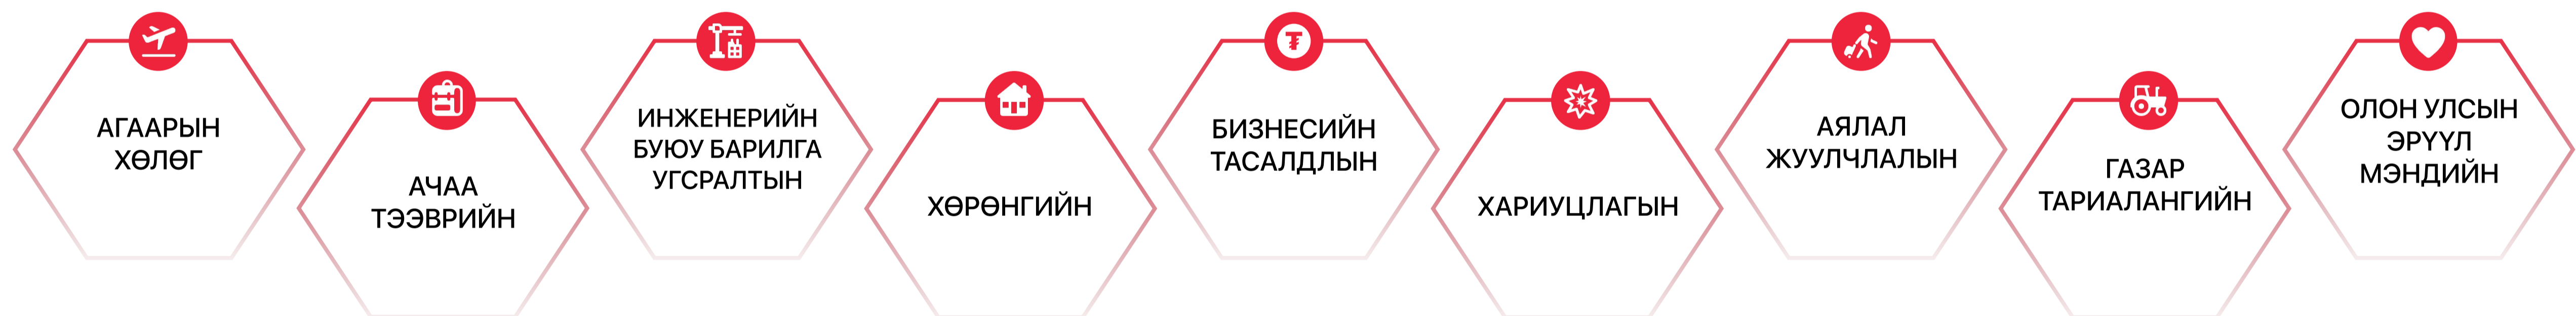 АГААРЫН
ХӨЛӨГ
АЧАА
ТЭЭВРИЙН
ИНЖЕНЕРИЙН
БУЮУ БАРИЛГА
УГСРАЛТЫН
ХӨРӨНГИЙН
БИЗНЕСИЙН
ТАСАЛДЛЫН
ХАРИУЦЛАГЫН
АЯЛАЛ
ЖУУЛЧЛАЛЫН
ГАЗАР
ТАРИАЛАНГИЙН
ОЛОН УЛСЫН
ЭРҮҮЛ
МЭНДИЙН